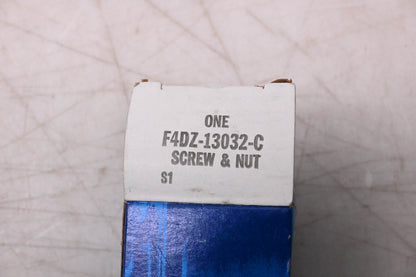 ONE
F4DZ-13032-C
SCREW & NUT
S1